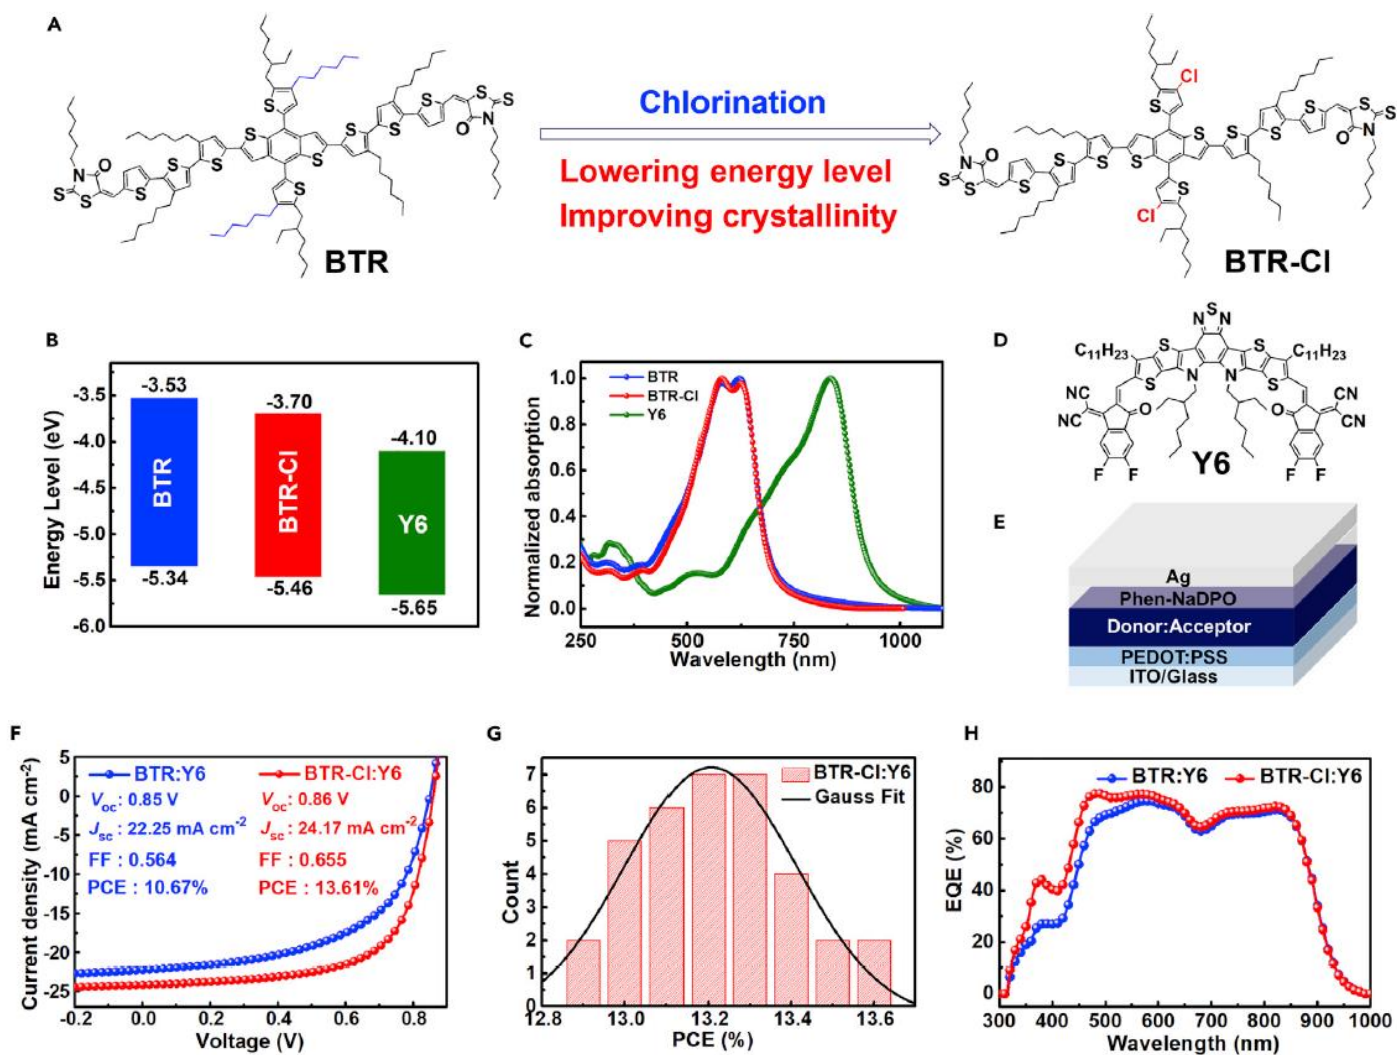 A
S
S
S
S
S
S
S
S
S
S
S
S
S
S
N
N
O
O
BTR
Chlorination
Lowering energy level
Improving crystallinity
Cl
Cl
S
S
S
S
S
S
S
S
S
S
S
S
S
S
N
N
O
O
BTR-Cl
B
Energy Level (eV)
-3.5
-4.0
-4.5
-5.0
-5.5
-6.0
-3.53
BTR
-5.34
-3.70
BTR-Cl
-5.46
-4.10
Y6
-5.65
C
Normalized absorption
1.0
0.8
0.6
0.4
0.2
0.0
BTR
BTR-Cl
Y6
250 500 750 1000
Wavelength (nm)
D
S
N N
C₁₁H₂₃ S S S S C₁₁H₂₃
N N
NC CN
NC O O CN
F F F F
Y6
E
Ag
Phen-NaDPO
Donor:Acceptor
PEDOT:PSS
ITO/Glass
F
Current density (mA cm⁻²)
5
0
-5
-10
-15
-20
-25
BTR:Y6
Voc: 0.85 V
Jsc: 22.25 mA cm⁻²
FF : 0.564
PCE : 10.67%
BTR-Cl:Y6
Voc: 0.86 V
Jsc: 24.17 mA cm⁻²
FF : 0.655
PCE : 13.61%
-0.2 0.0 0.2 0.4 0.6 0.8
Voltage (V)
G
Count
7
6
5
4
3
2
1
0
BTR-Cl:Y6
Gauss Fit
12.8 13.0 13.2 13.4 13.6
PCE (%)
H
EQE (%)
80
60
40
20
0
BTR:Y6 BTR-Cl:Y6
300 400 500 600 700 800 900 1000
Wavelength (nm)